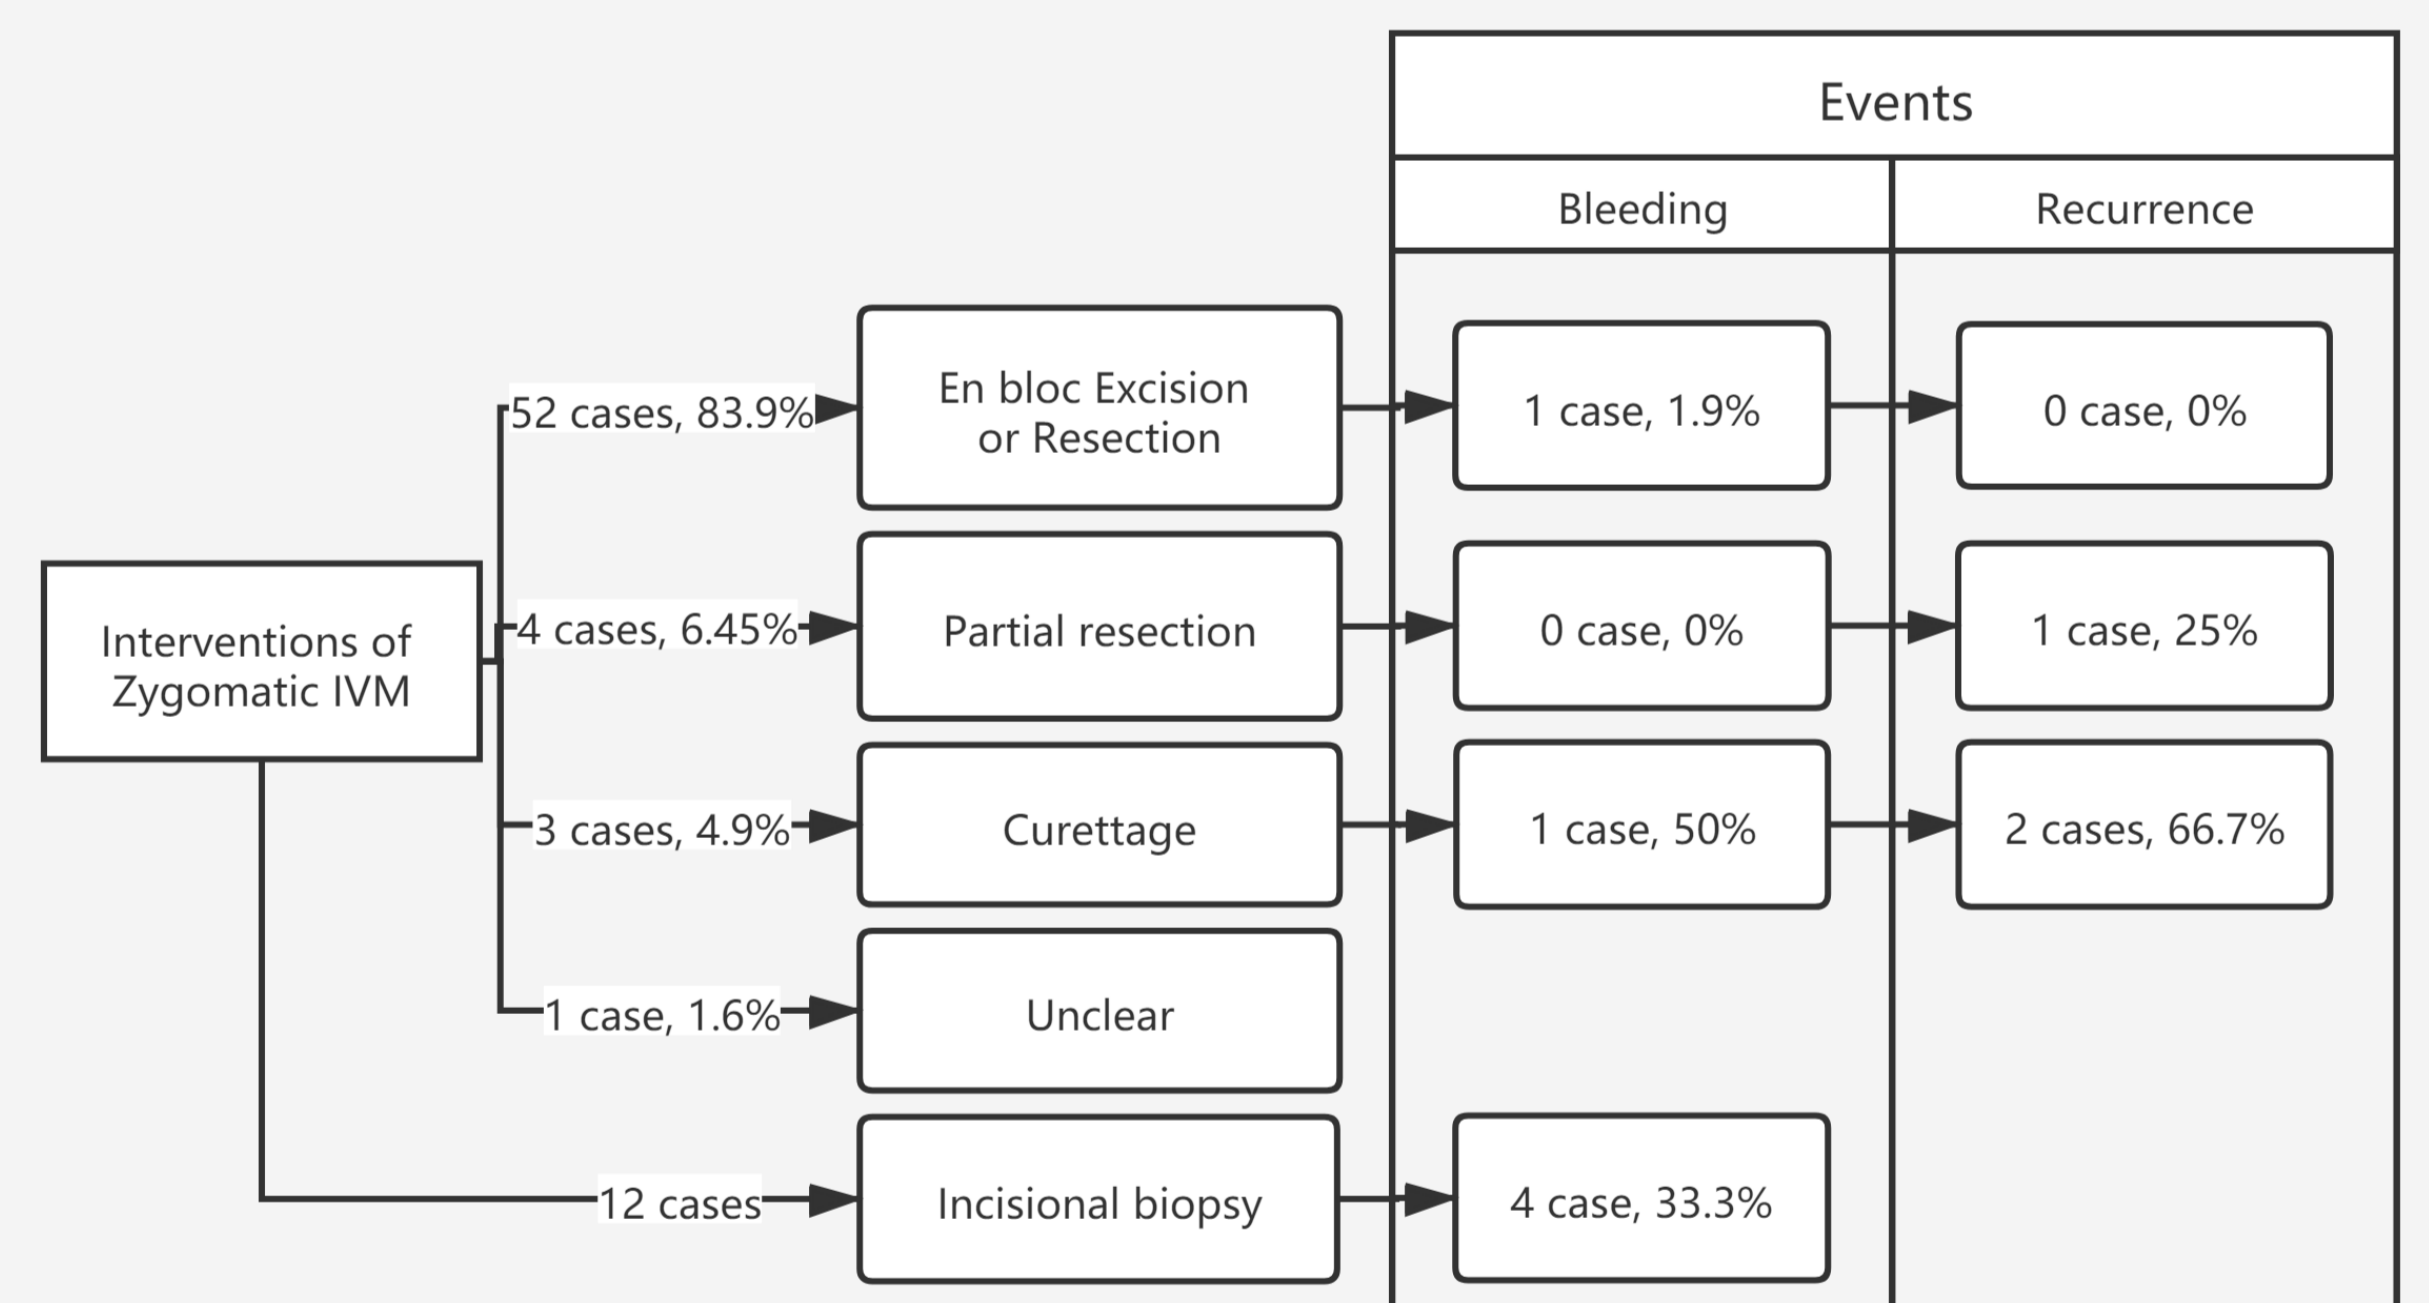 Events
Bleeding
Recurrence
52 cases, 83.9%
En bloc Excision
or Resection
1 case, 1.9%
0 case, 0%
Interventions of
Zygomatic IVM
4 cases, 6.45%
Partial resection
0 case, 0%
1 case, 25%
3 cases, 4.9%
Curettage
1 case, 50%
2 cases, 66.7%
1 case, 1.6%
Unclear
12 cases
Incisional biopsy
4 case, 33.3%